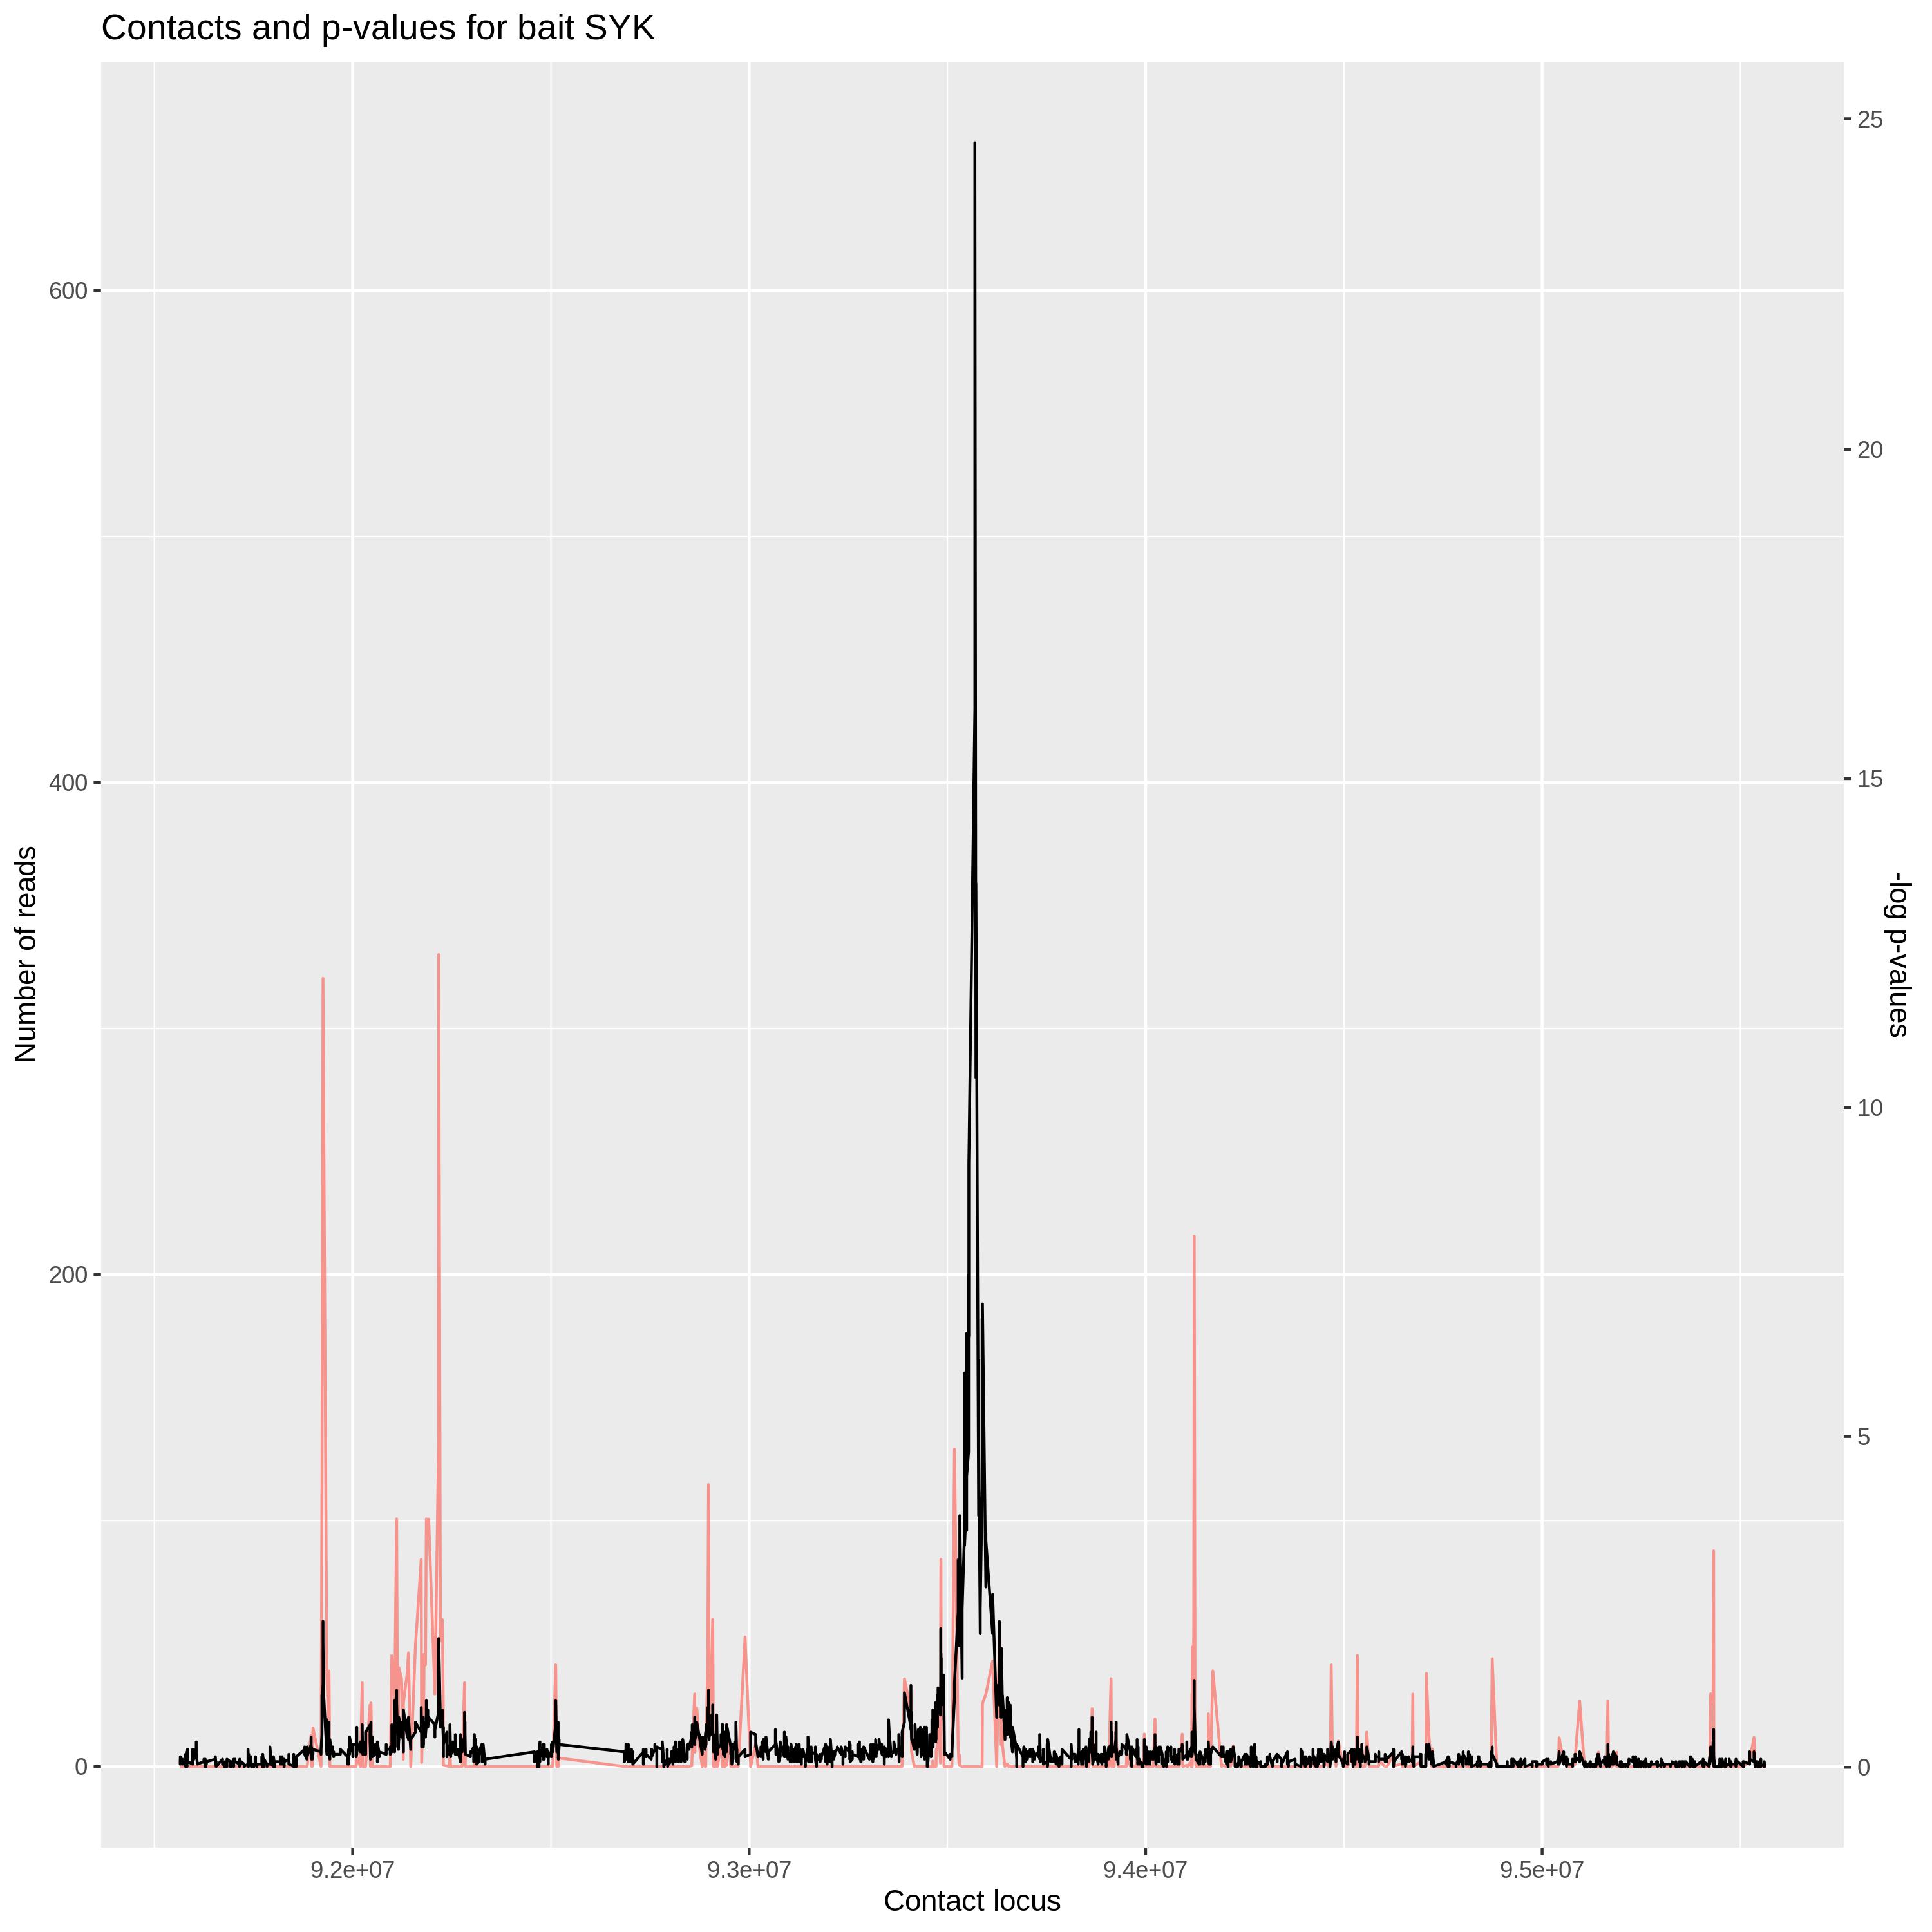 Contacts and p-values for bait SYK
Number of reads
600
400
200
0
25
20
15
10
5
0
-log p-values
9.2e+07
9.3e+07
9.4e+07
9.5e+07
Contact locus